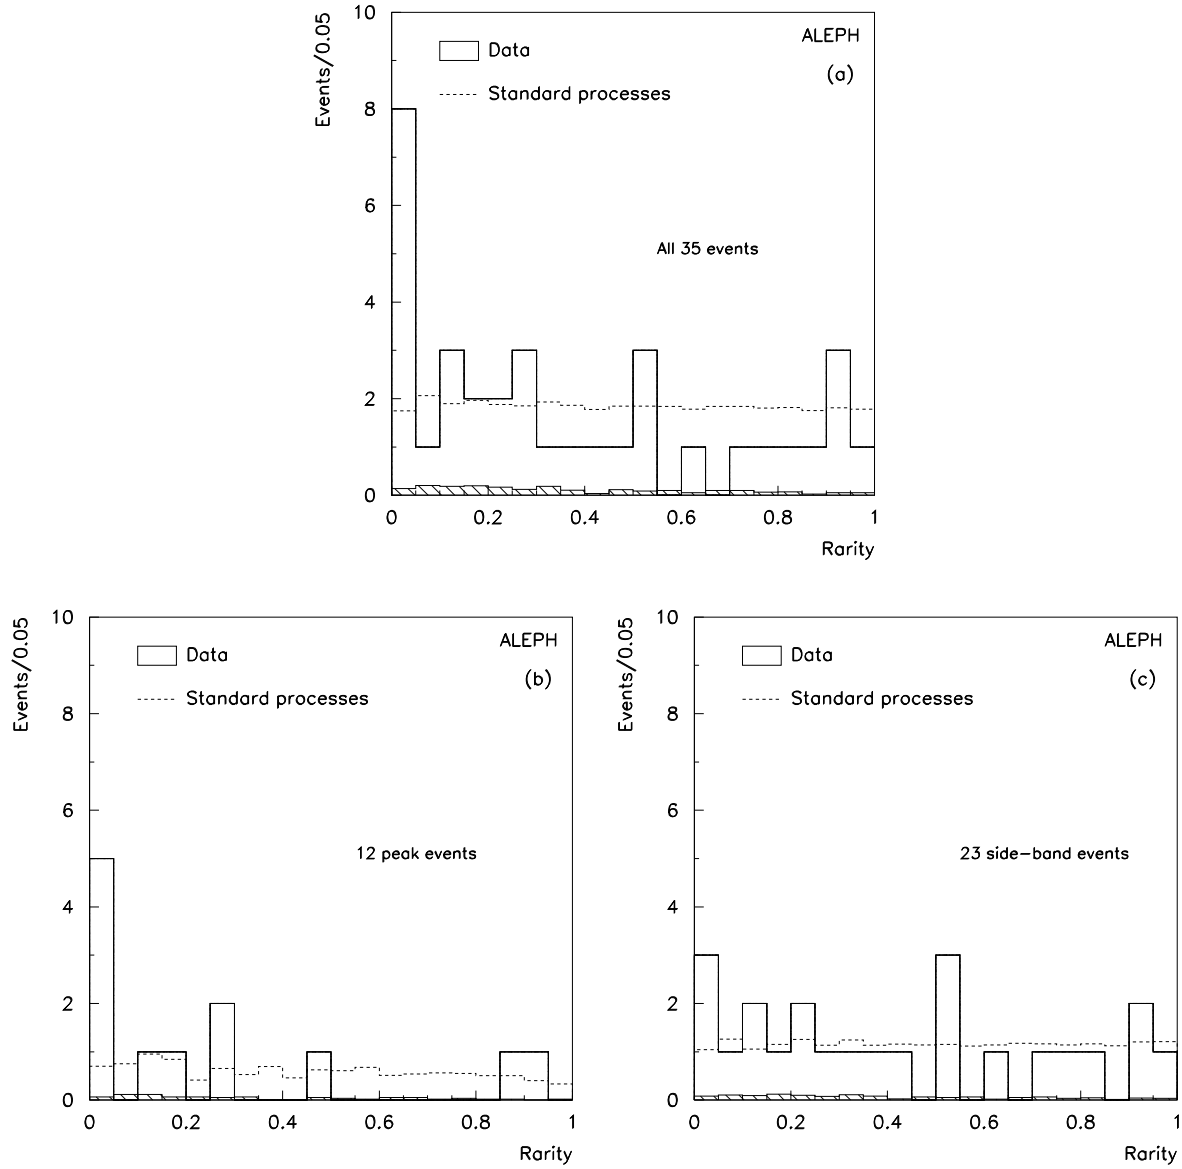 Events/0.05
10
8
6
4
2
0
ALEPH
(a)
Data
Standard processes
All 35 events
0 0.2 0.4 0.6 0.8 1
Rarity
Events/0.05
10
8
6
4
2
0
ALEPH
(b)
Data
Standard processes
12 peak events
0 0.2 0.4 0.6 0.8 1
Rarity
Events/0.05
10
8
6
4
2
0
ALEPH
(c)
Data
Standard processes
23 side-band events
0 0.2 0.4 0.6 0.8 1
Rarity